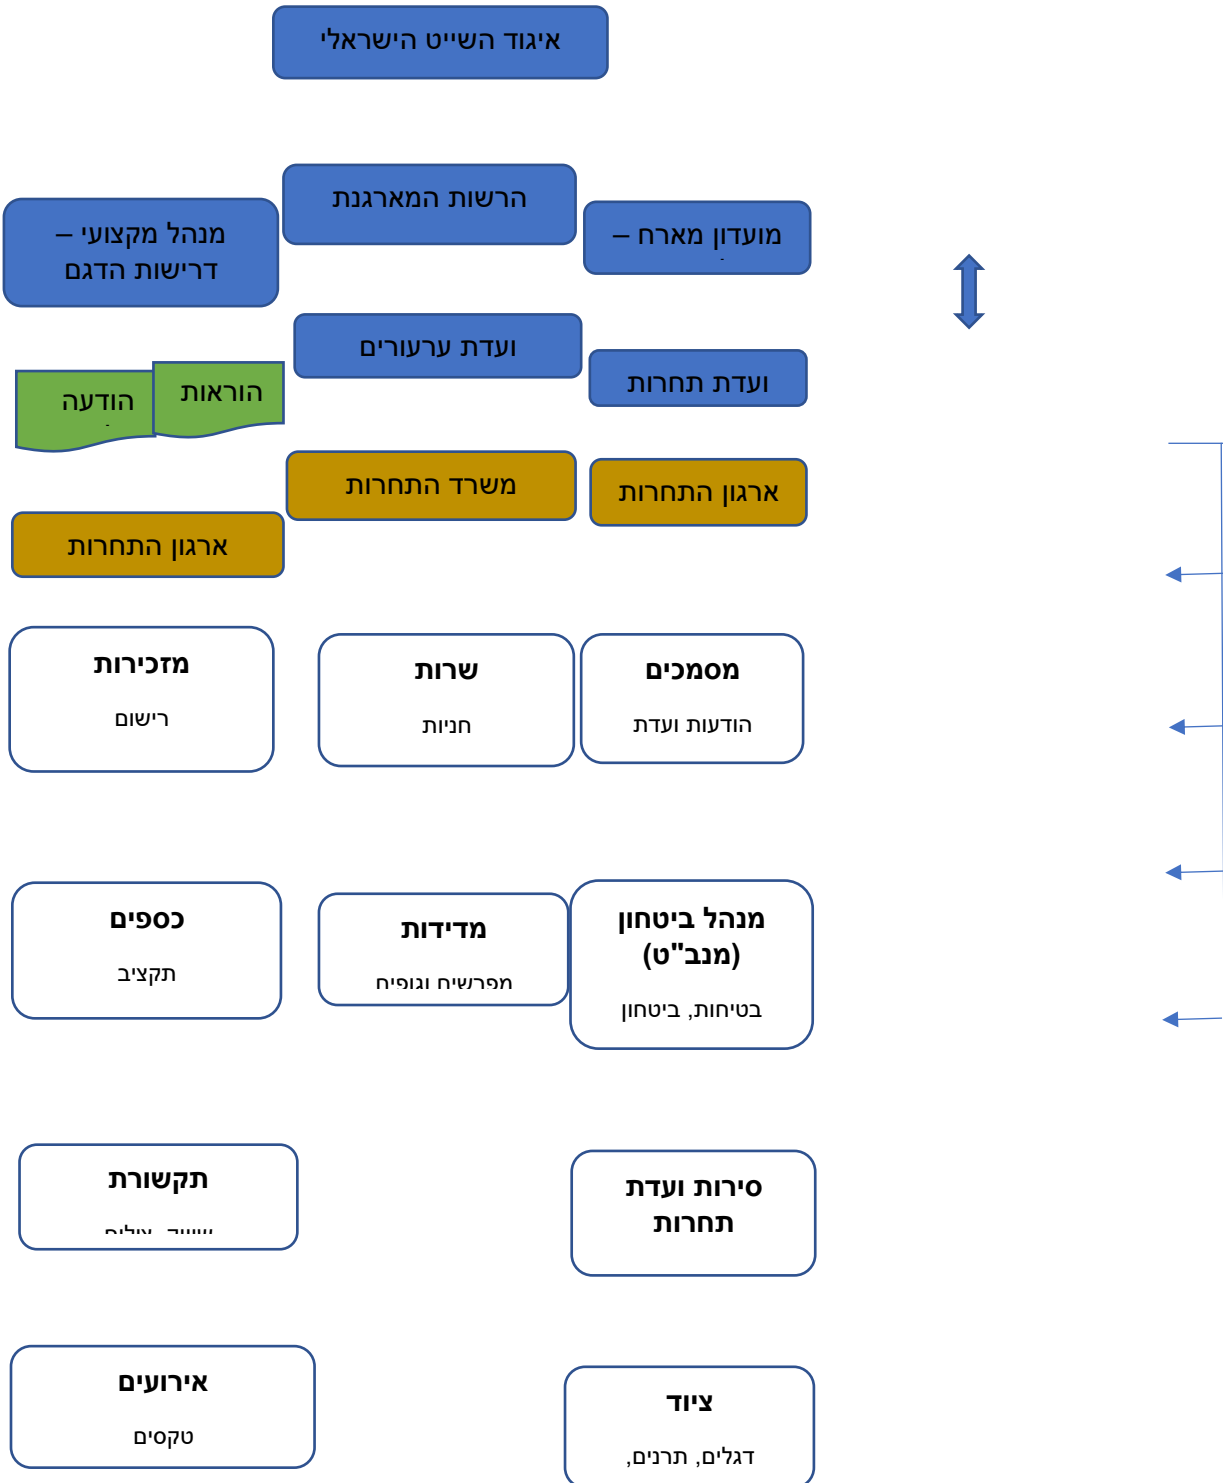 איגוד השייט הישראלי
הרשות המארגנת
מועדון מארח –
מנהל מקצועי –
דרישות הדגם
ועדת ערעורים
ועדת תחרות
הוראות
הודעה
משרד התחרות
ארגון התחרות
ארגון התחרות
מסמכים
הודעות ועדת
שרות
חניות
מזכירות
רישום
מנהל ביטחון
(מנב"ט)
בטיחות, ביטחון
מדידות
מפרשים וגופים
כספים
תקציב
סירות ועדת
תחרות
תקשורת
ציוד
דגלים, תרנים,
אירועים
טקסים